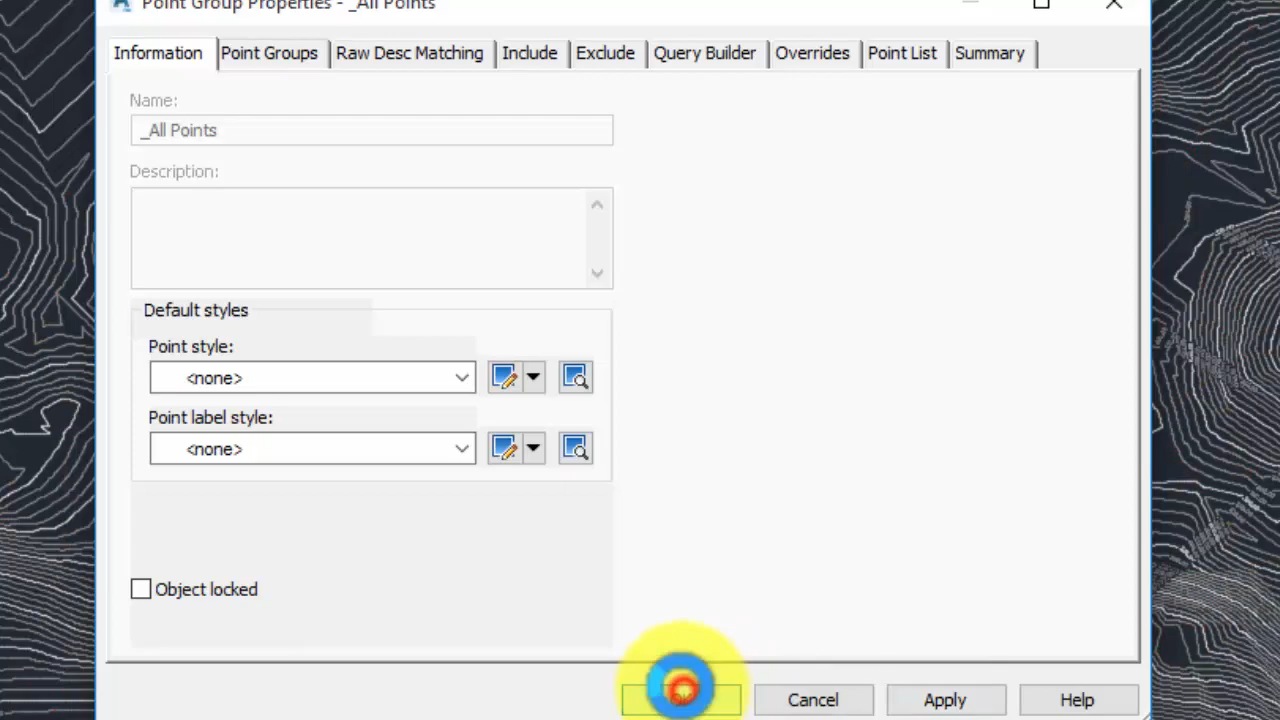 Point Group Properties - _All Points
Information Point Groups Raw Desc Matching Include Exclude Query Builder Overrides Point List Summary
Name:
_All Points
Description:
Default styles
Point style:
<none>
Point label style:
<none>
Object locked
Cancel Apply Help